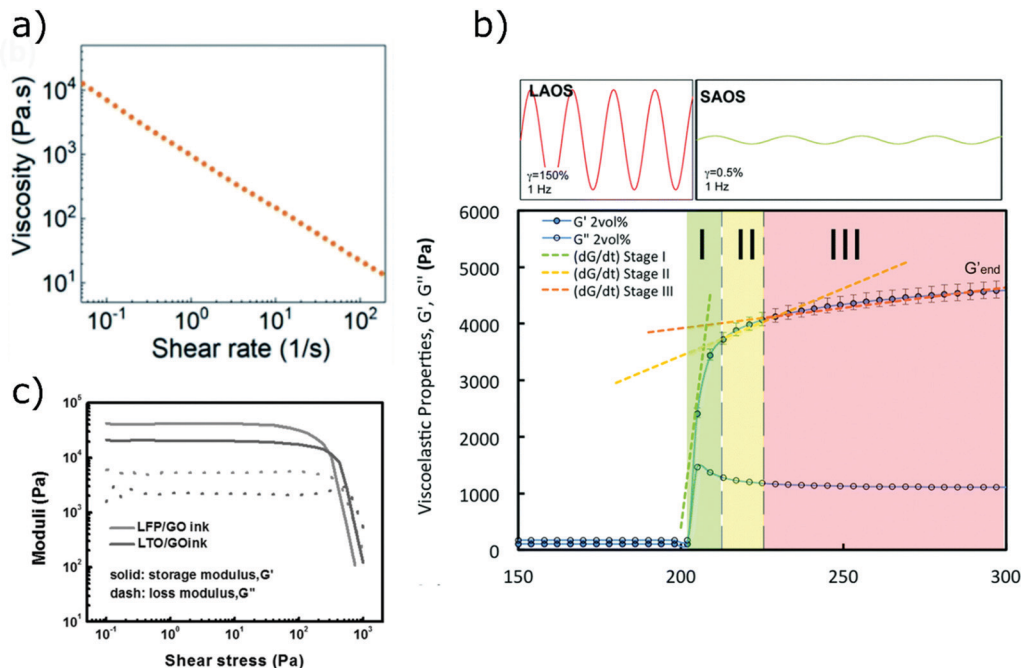 a)
Viscosity (Pa.s)
10⁴
10³
10²
10¹
10⁻¹
10⁰
10¹
10²
Shear rate (1/s)
b)
LAOS
γ=150%
1 Hz
SAOS
γ=0.5%
1 Hz
Viscoelastic Properties, G', G'' (Pa)
6000
5000
4000
3000
2000
1000
0
G' 2vol%
G'' 2vol%
(dG/dt) Stage I
(dG/dt) Stage II
(dG/dt) Stage III
I
II
III
G'end
150
200
250
300
c)
Moduli (Pa)
10⁵
10⁴
10³
10²
10¹
LFP/GO ink
LTO/GOink
solid: storage modulus,G'
dash: loss modulus,G"
10⁻¹
10⁰
10¹
10²
10³
Shear stress (Pa)